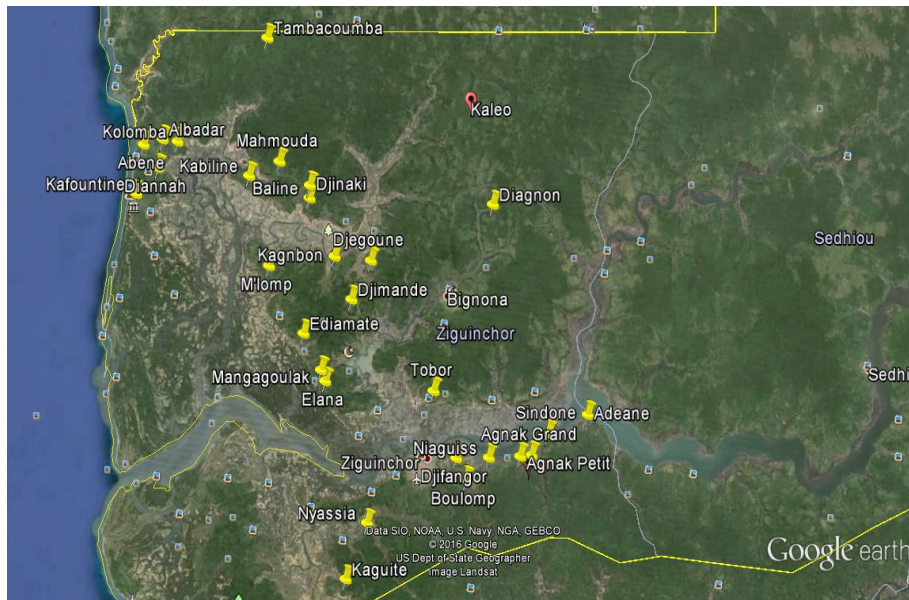 Tambacoumba
Kaleo
Kolomba
Albadar
Mahmouda
Abene
Kabiline
Kafountine
Diannah
Baline
Djinaki
Diagnon
Sedhiou
Djegoune
Kagnbon
M'lomp
Djimande
Bignona
Ediamate
Ziguinchor
Tobor
Mangagoulak
Elana
Sindone
Adeane
Agnak Grand
Niaguiss
Ziguinchor
Djifangor
Agnak Petit
Boulomp
Nyassia
Kaguite
Data SIO, NOAA, U.S. Navy, NGA, GEBCO
© 2016 Google
US Dept of State Geographer
Image Landsat
Google earth